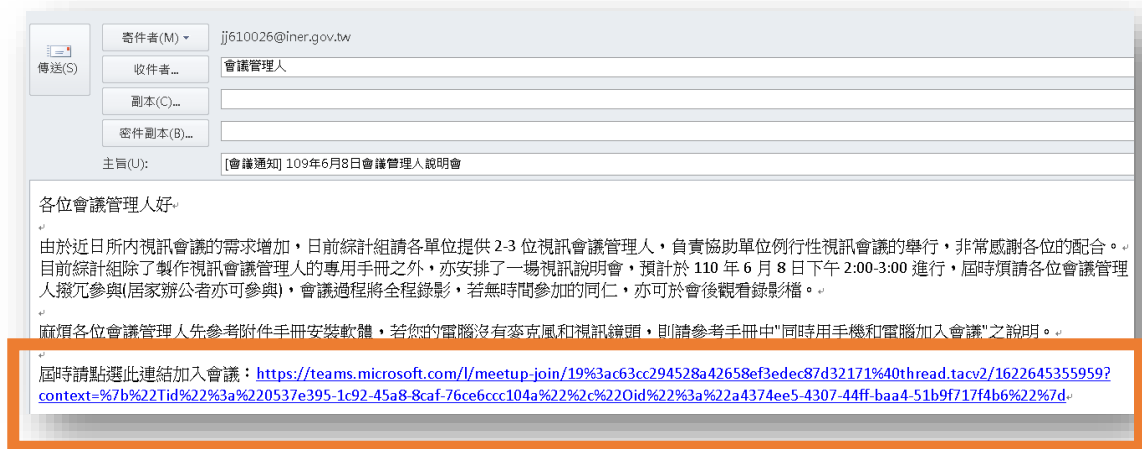 寄件者(M)
jj610026@iner.gov.tw
傳送(S)
收件者...
會議管理人
副本(C)...
密件副本(B)...
主旨(U):
[會議通知] 109年6月8日會議管理人說明會
各位會議管理人好
由於近日所內視訊會議的需求增加，日前綜計組請各單位提供 2-3 位視訊會議管理人，負責協助單位例行性視訊會議的舉行，非常感謝各位的配合。
目前綜計組除了製作視訊會議管理人的專用手冊之外，亦安排了一場視訊說明會，預計於 110 年 6 月 8 日下午 2:00-3:00 進行，屆時煩請各位會議管理
人撥冗參與(居家辦公者亦可參與)，會議過程將全程錄影，若無時間參加的同仁，亦可於會後觀看錄影檔。
麻煩各位會議管理人先參考附件手冊安裝軟體，若您的電腦沒有麥克風和視訊鏡頭，則請參考手冊中"同時用手機和電腦加入會議"之說明。
屆時請點選此連結加入會議：https://teams.microsoft.com/l/meetup-join/19%3ac63cc294528a42658ef3edec87d32171%40thread.tacv2/1622645355959?
context=%7b%22Tid%22%3a%220537e395-1c92-45a8-8caf-76ce6ccc104a%22%2c%22Oid%22%3a%22a4374ee5-4307-44ff-baa4-51b9f717f4b6%22%7d